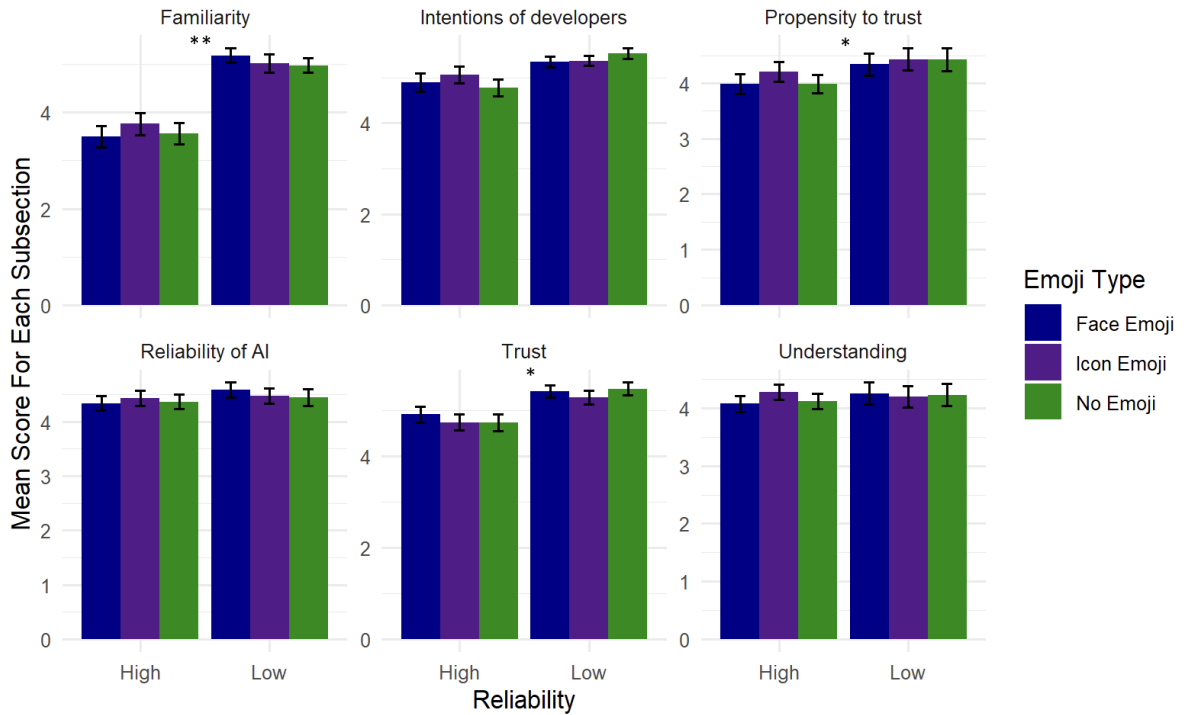 Familiarity
Intentions of developers
Propensity to trust
**
*
4
2
0
4
2
0
4
3
2
1
0
Mean Score For Each Subsection
Reliability of AI
Trust
Understanding
*
4
3
2
1
0
4
2
0
4
3
2
1
0
High
Low
High
Low
High
Low
Reliability
Emoji Type
Face Emoji
Icon Emoji
No Emoji